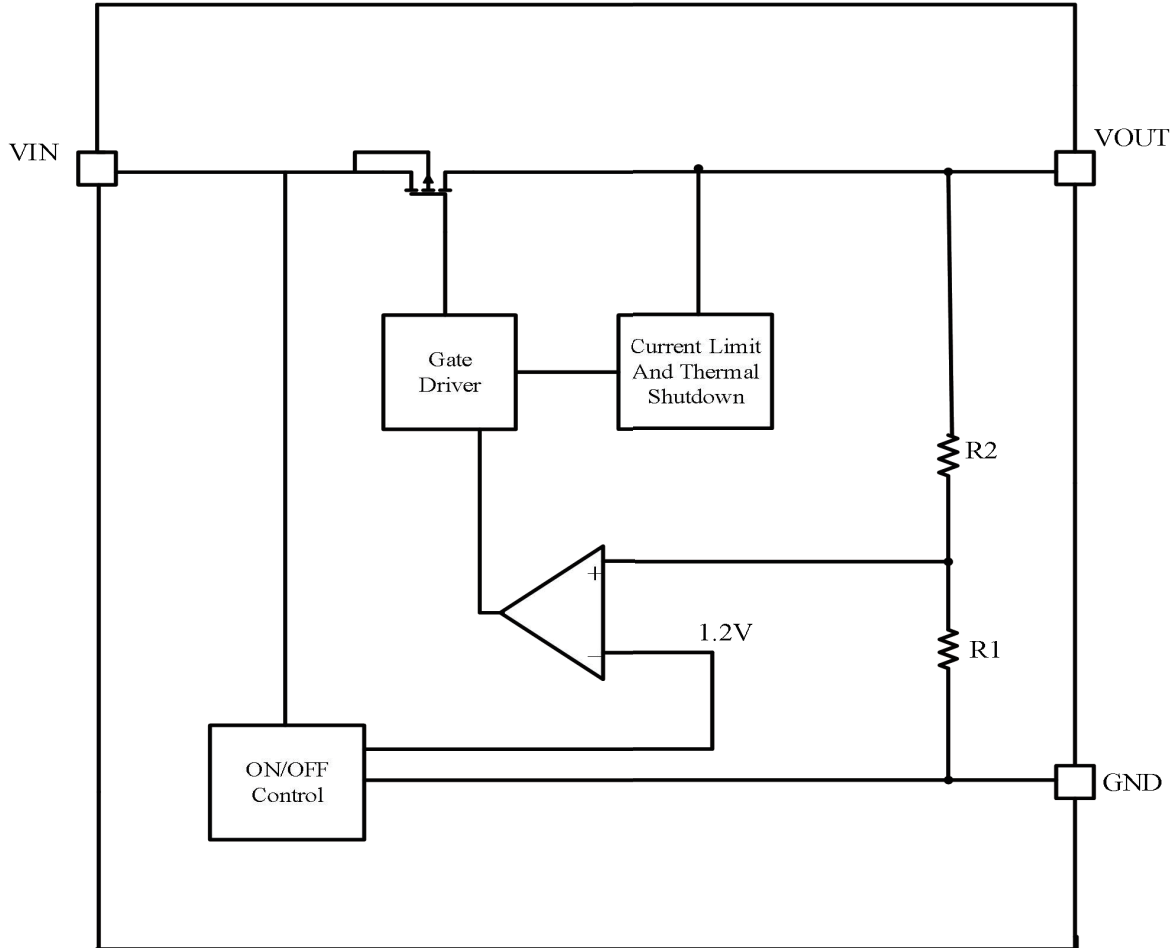 VIN
VOUT
Gate
Driver
Current Limit
And Thermal
Shutdown
R2
+
1.2V
−
R1
ON/OFF
Control
GND